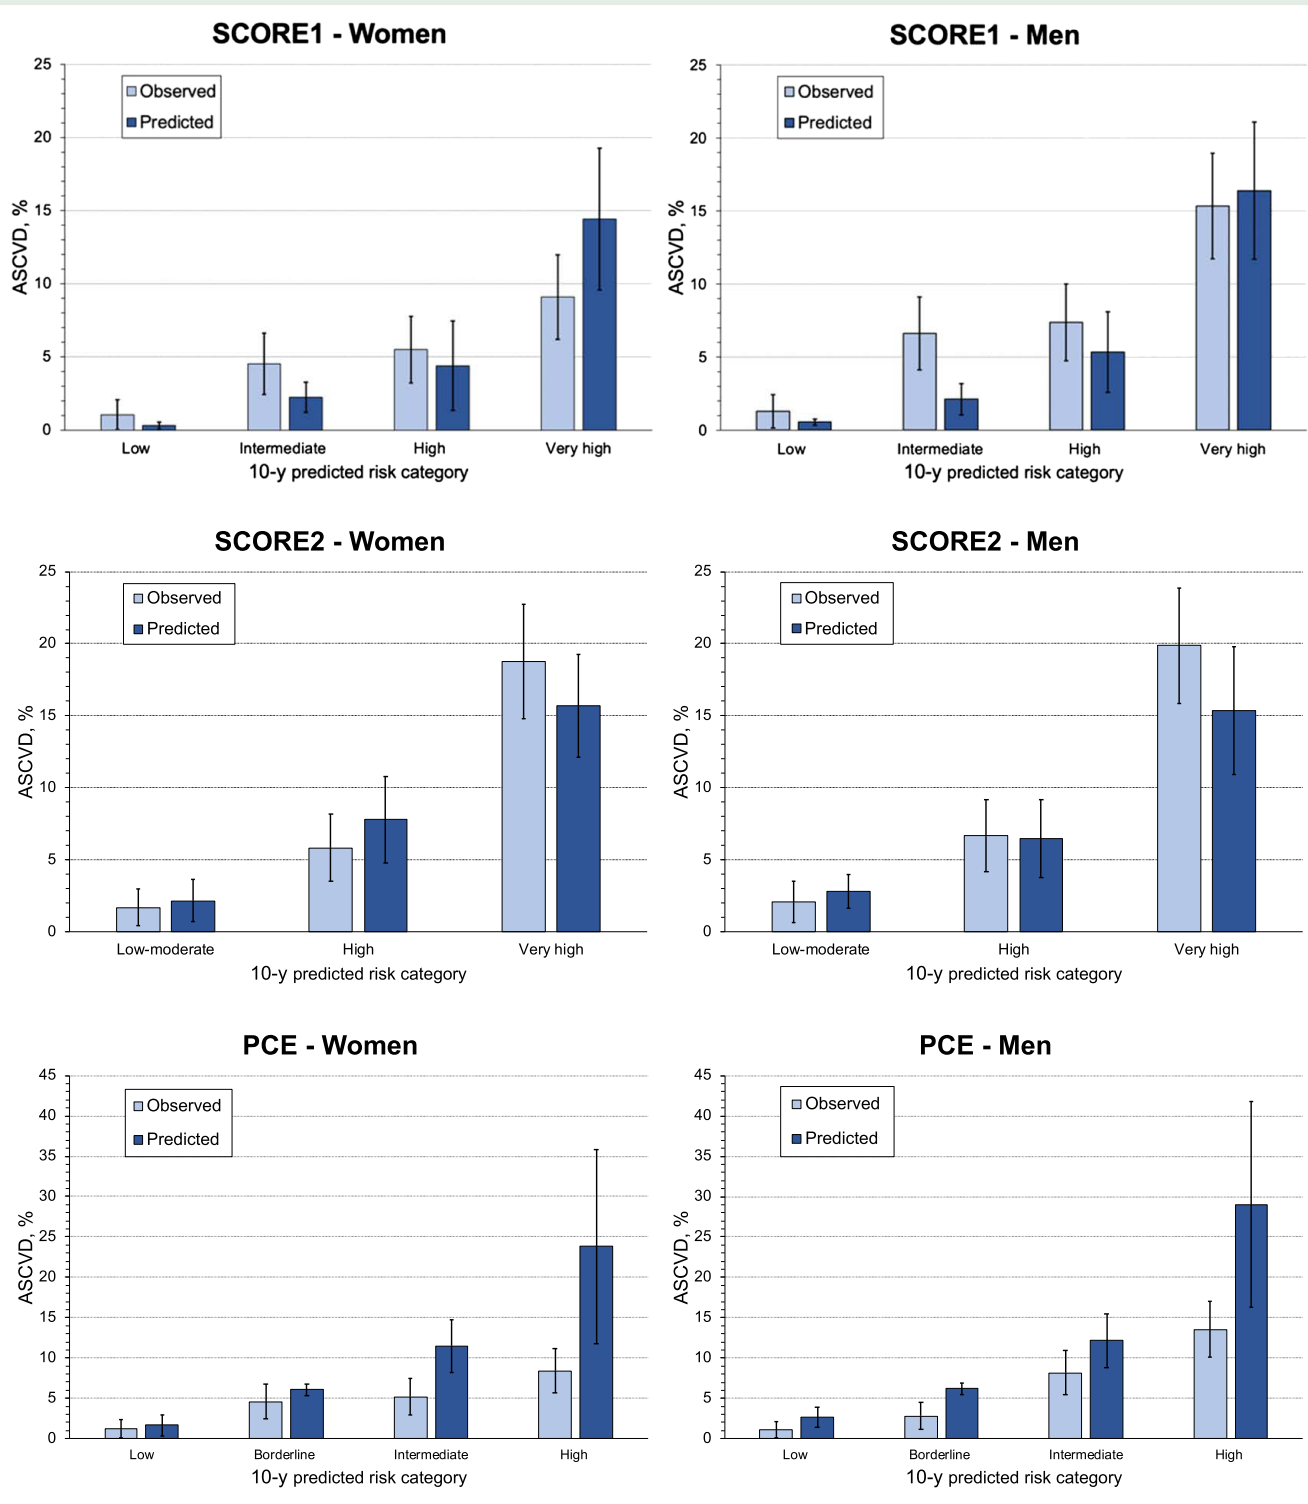 SCORE1 - Women
25
20
15
10
5
0
ASCVD, %
Observed
Predicted
Low Intermediate High Very high
10-y predicted risk category
SCORE1 - Men
25
20
15
10
5
0
ASCVD, %
Observed
Predicted
Low Intermediate High Very high
10-y predicted risk category
SCORE2 - Women
25
20
15
10
5
0
ASCVD, %
Observed
Predicted
Low-moderate High Very high
10-y predicted risk category
SCORE2 - Men
25
20
15
10
5
0
ASCVD, %
Observed
Predicted
Low-moderate High Very high
10-y predicted risk category
PCE - Women
45
40
35
30
25
20
15
10
5
0
ASCVD, %
Observed
Predicted
Low Borderline Intermediate High
10-y predicted risk category
PCE - Men
45
40
35
30
25
20
15
10
5
0
ASCVD, %
Observed
Predicted
Low Borderline Intermediate High
10-y predicted risk category